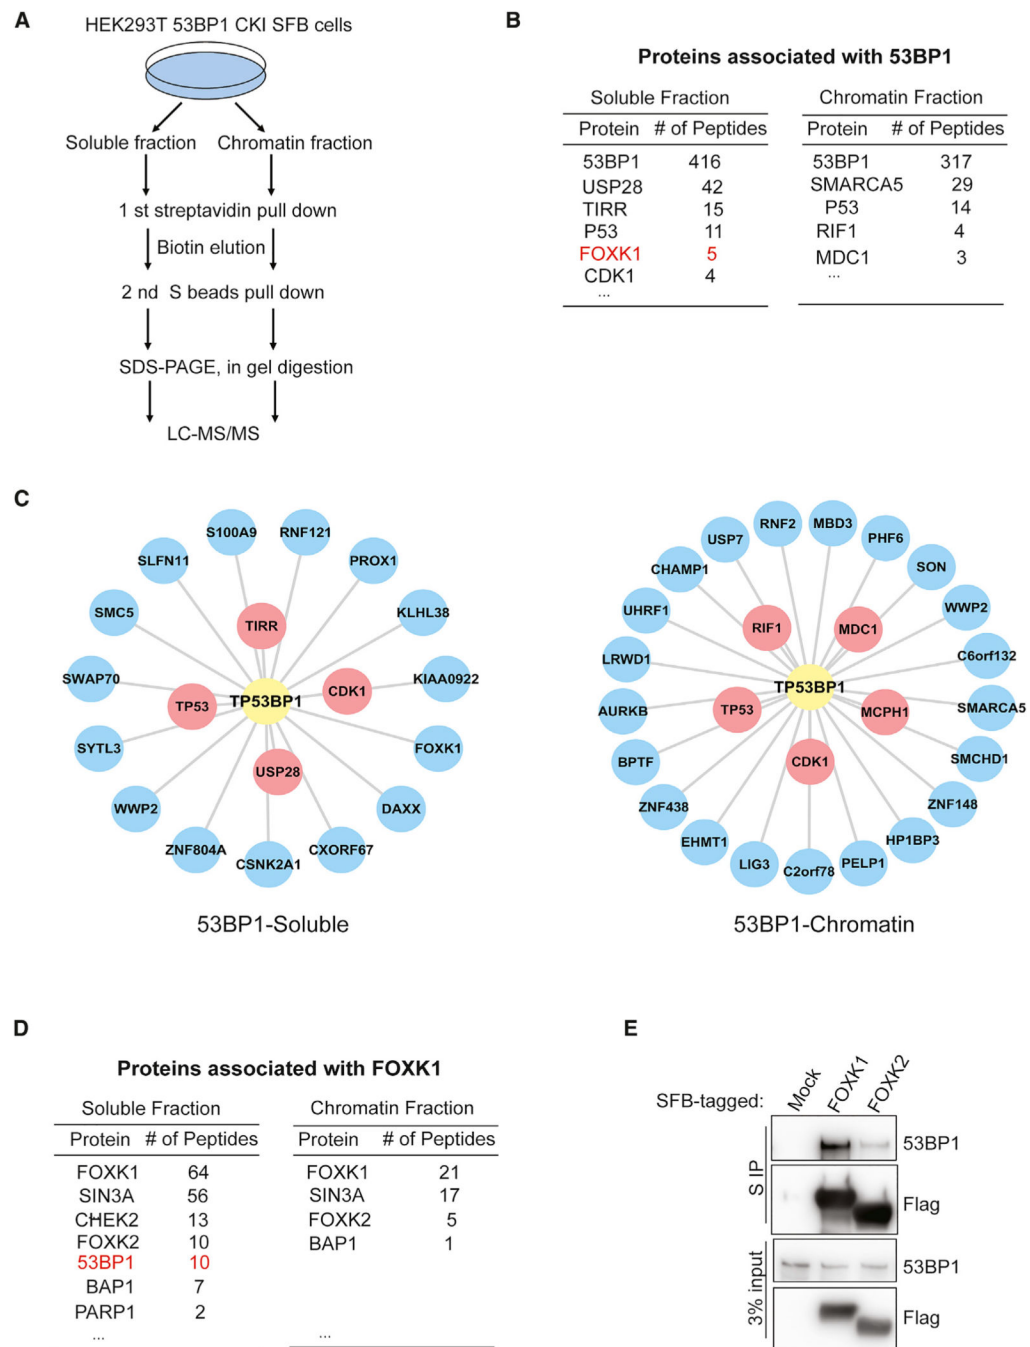 A
HEK293T 53BP1 CKI SFB cells
Soluble fraction Chromatin fraction
1 st streptavidin pull down
Biotin elution
2 nd S beads pull down
SDS-PAGE, in gel digestion
LC-MS/MS
B
Proteins associated with 53BP1
Soluble Fraction
Protein # of Peptides
53BP1 416
USP28 42
TIRR 15
P53 11
FOXK1 5
CDK1 4
...
Chromatin Fraction
Protein # of Peptides
53BP1 317
SMARCA5 29
P53 14
RIF1 4
MDC1 3
...
C
S100A9
RNF121
SLFN11
PROX1
SMC5
TIRR
KLHL38
SWAP70
TP53
TP53BP1
CDK1
KIAA0922
SYTL3
USP28
FOXK1
WWP2
DAXX
ZNF804A
CSNK2A1
CXORF67
53BP1-Soluble
RNF2
MBD3
USP7
PHF6
CHAMP1
SON
UHRF1
RIF1
MDC1
WWP2
LRWD1
C6orf132
TP53BP1
AURKB
TP53
MCPH1
SMARCA5
BPTF
CDK1
SMCHD1
ZNF438
ZNF148
EHMT1
HP1BP3
LIG3
C2orf78
PELP1
53BP1-Chromatin
D
Proteins associated with FOXK1
Soluble Fraction
Protein # of Peptides
FOXK1 64
SIN3A 56
CHEK2 13
FOXK2 10
53BP1 10
BAP1 7
PARP1 2
...
Chromatin Fraction
Protein # of Peptides
FOXK1 21
SIN3A 17
FOXK2 5
BAP1 1
...
E
SFB-tagged: Mock FOXK1 FOXK2
S IP
53BP1
Flag
3% input
53BP1
Flag